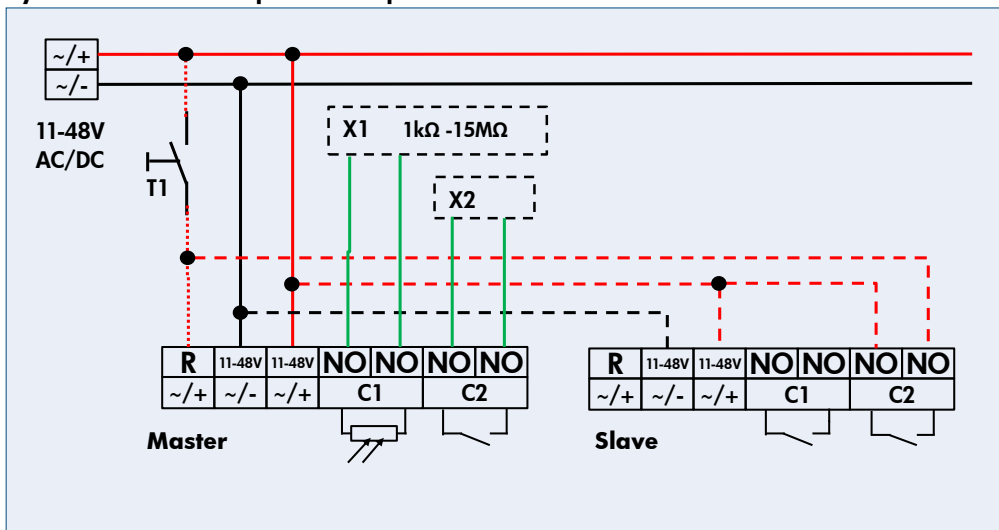 ~/+
~/-
11-48V
AC/DC
T1
X1 1kΩ -15MΩ
X2
R 11-48V 11-48V NO NO NO NO
~/+ ~/- ~/+ C1 C2
Master
R 11-48V 11-48V NO NO NO NO
~/+ ~/- ~/+ C1 C2
Slave